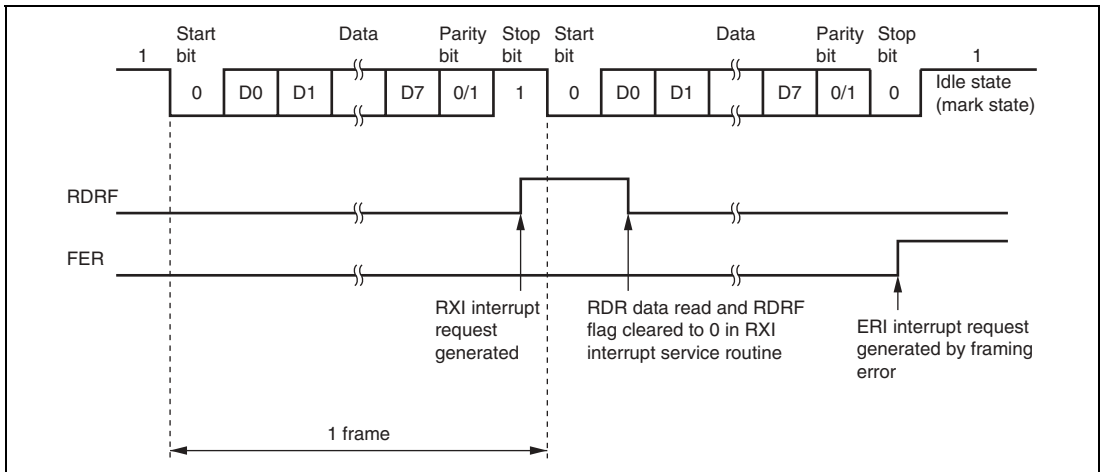 Start bit Data Parity bit Stop bit Start bit Data Parity bit Stop bit
1 1
0 D0 D1 D7 0/1 1 0 D0 D1 D7 0/1 0
Idle state
(mark state)
RDRF
FER
RXI interrupt
request
generated
RDR data read and RDRF
flag cleared to 0 in RXI
interrupt service routine
ERI interrupt request
generated by framing
error
1 frame